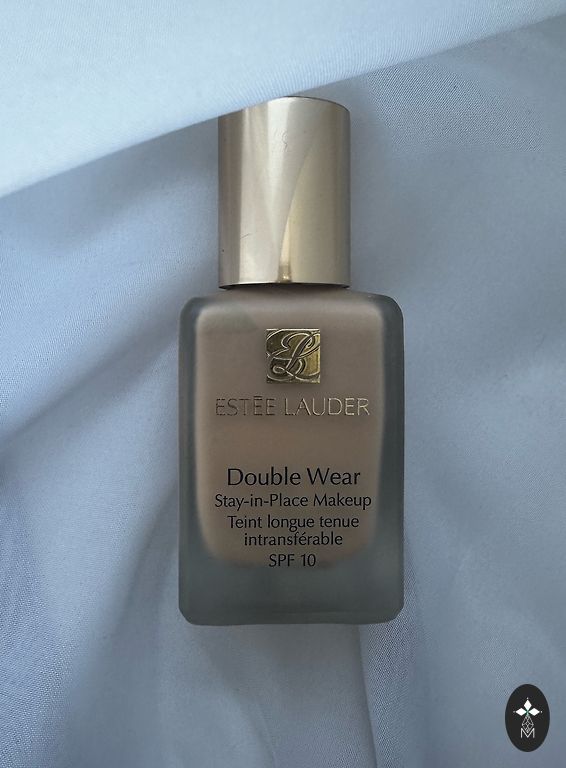 ESTĒE LAUDER
Double Wear
Stay-in-Place Makeup
Teint longue tenue
intransférable
SPF 10
M